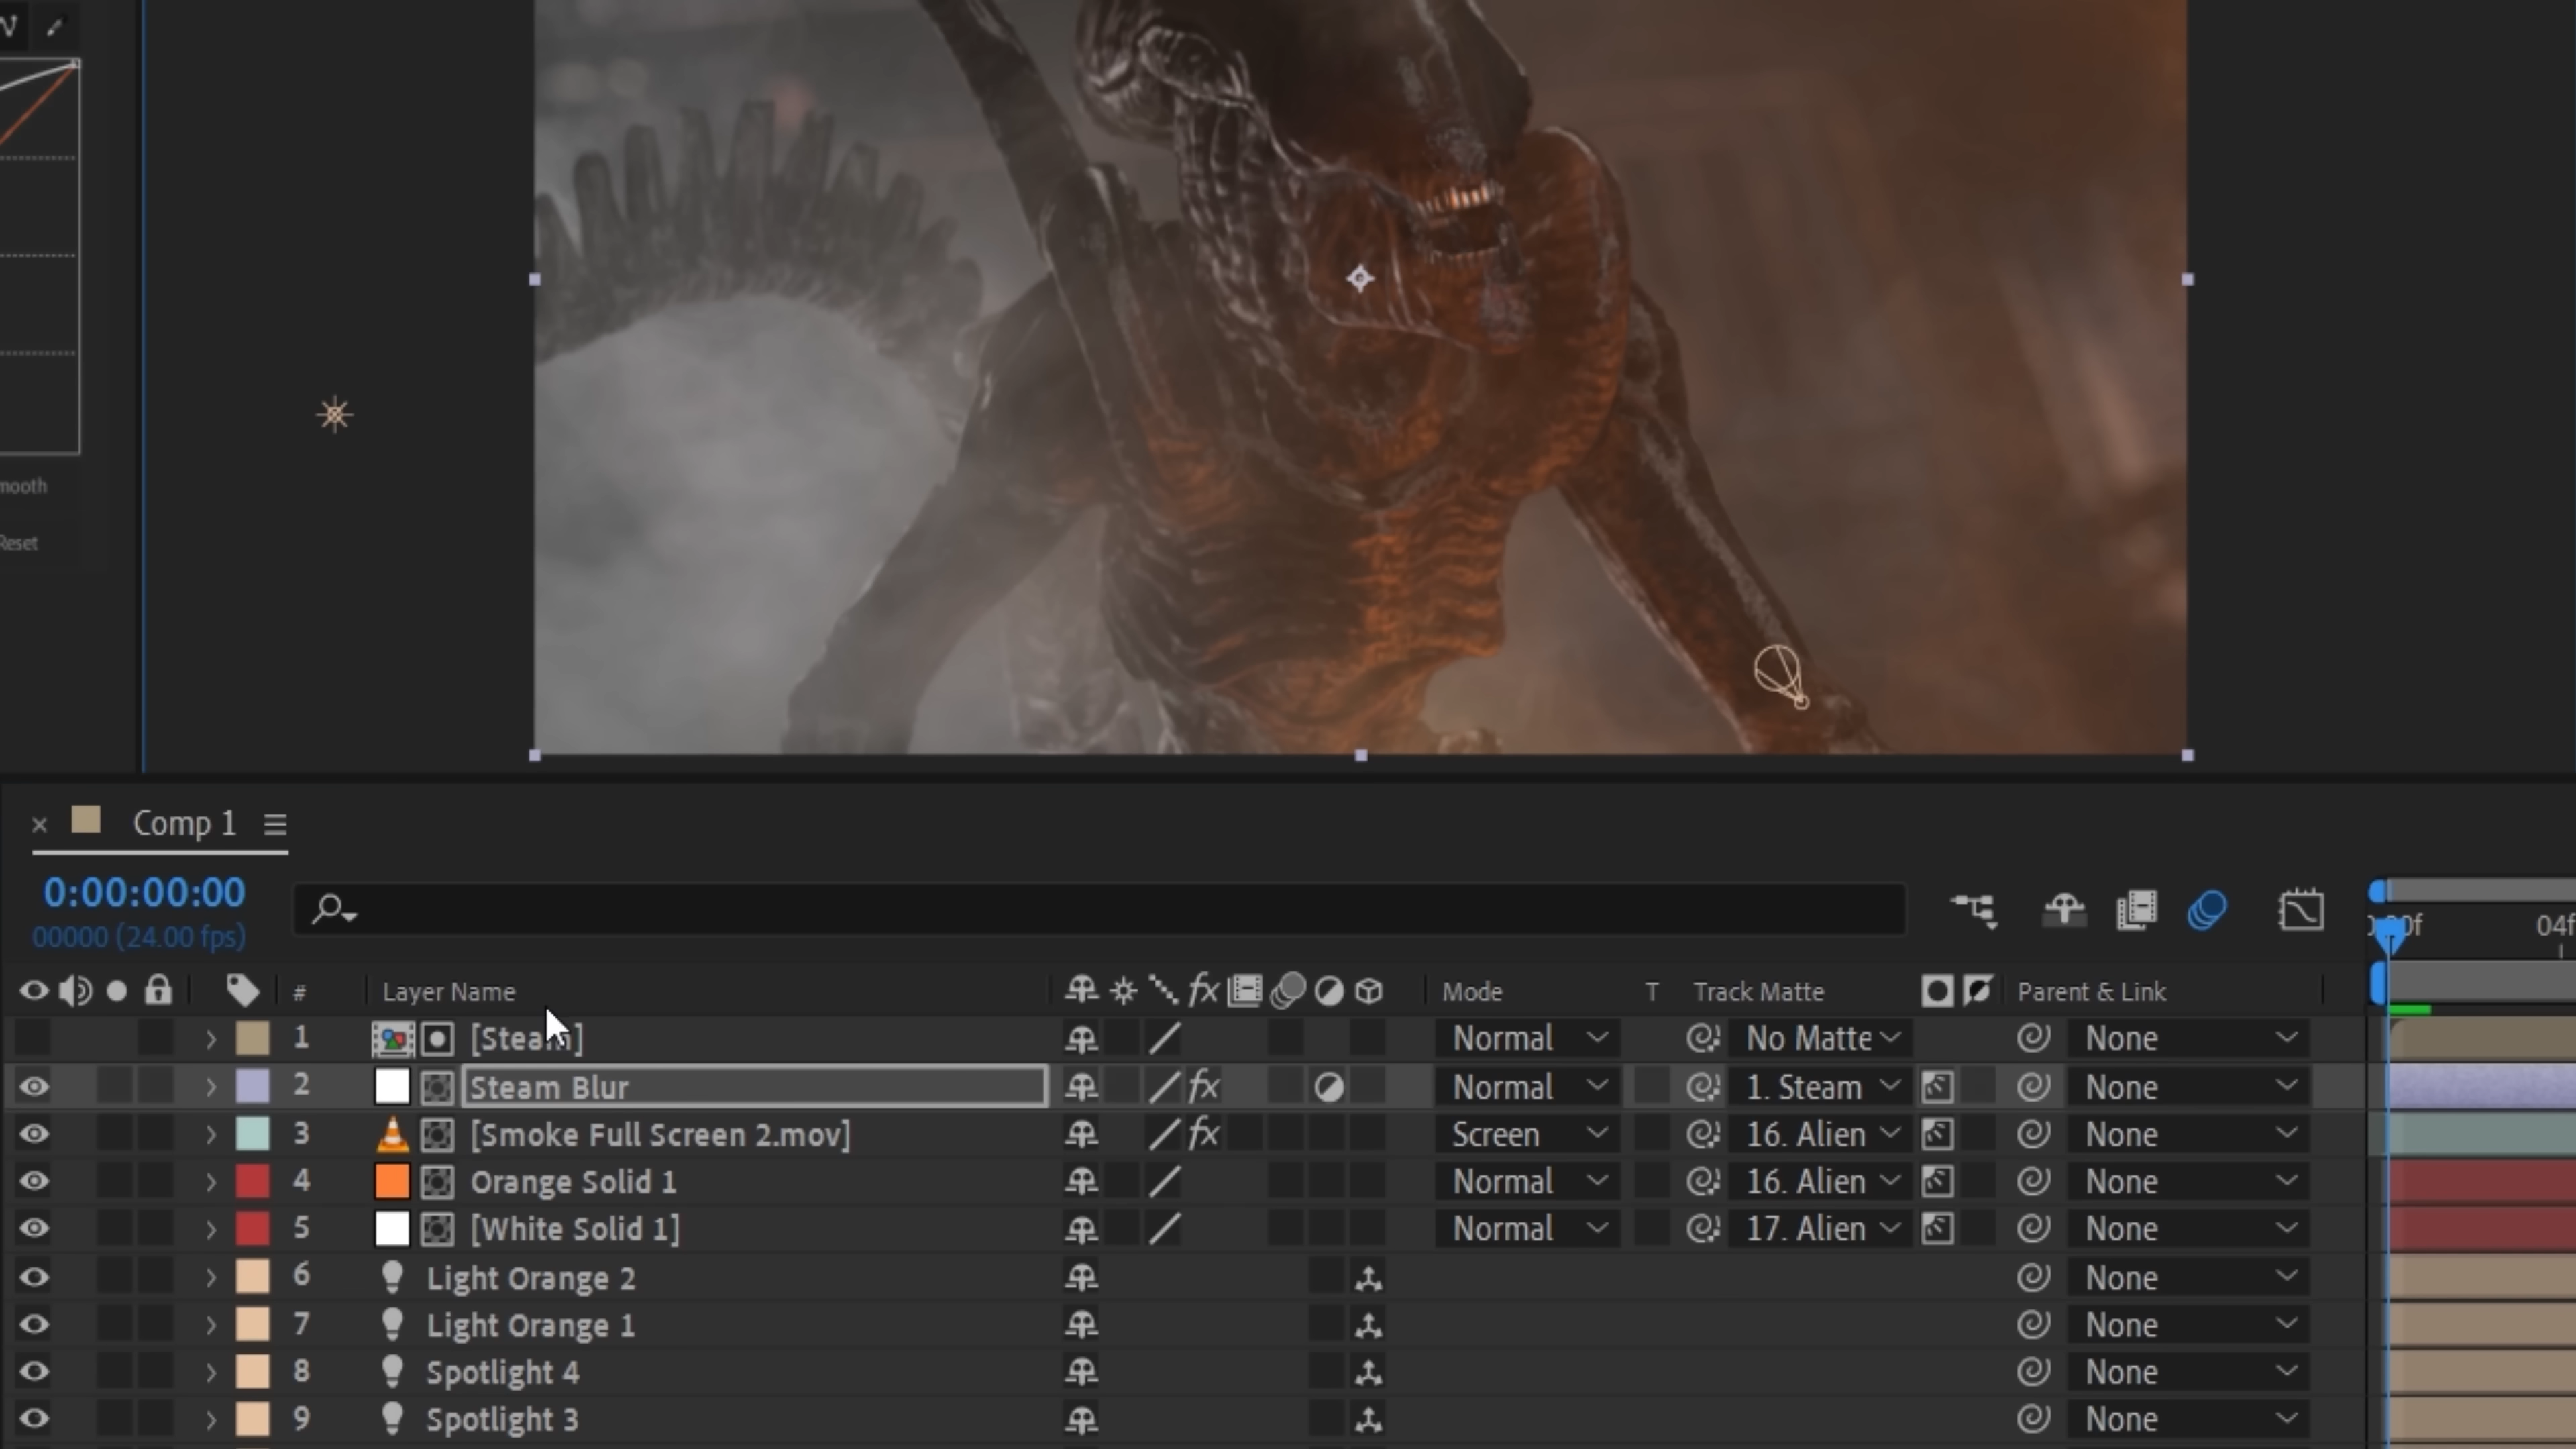 mooth
Reset
Comp 1
0:00:00:00
00000 (24.00 fps)
04f
# Layer Name fx Mode T Track Matte Parent & Link
1 [Steam] Normal No Matte None
2 Steam Blur fx Normal 1. Steam None
3 [Smoke Full Screen 2.mov] fx Screen 16. Alien None
4 Orange Solid 1 Normal 16. Alien None
5 [White Solid 1] Normal 17. Alien None
6 Light Orange 2 None
7 Light Orange 1 None
8 Spotlight 4 None
9 Spotlight 3 None